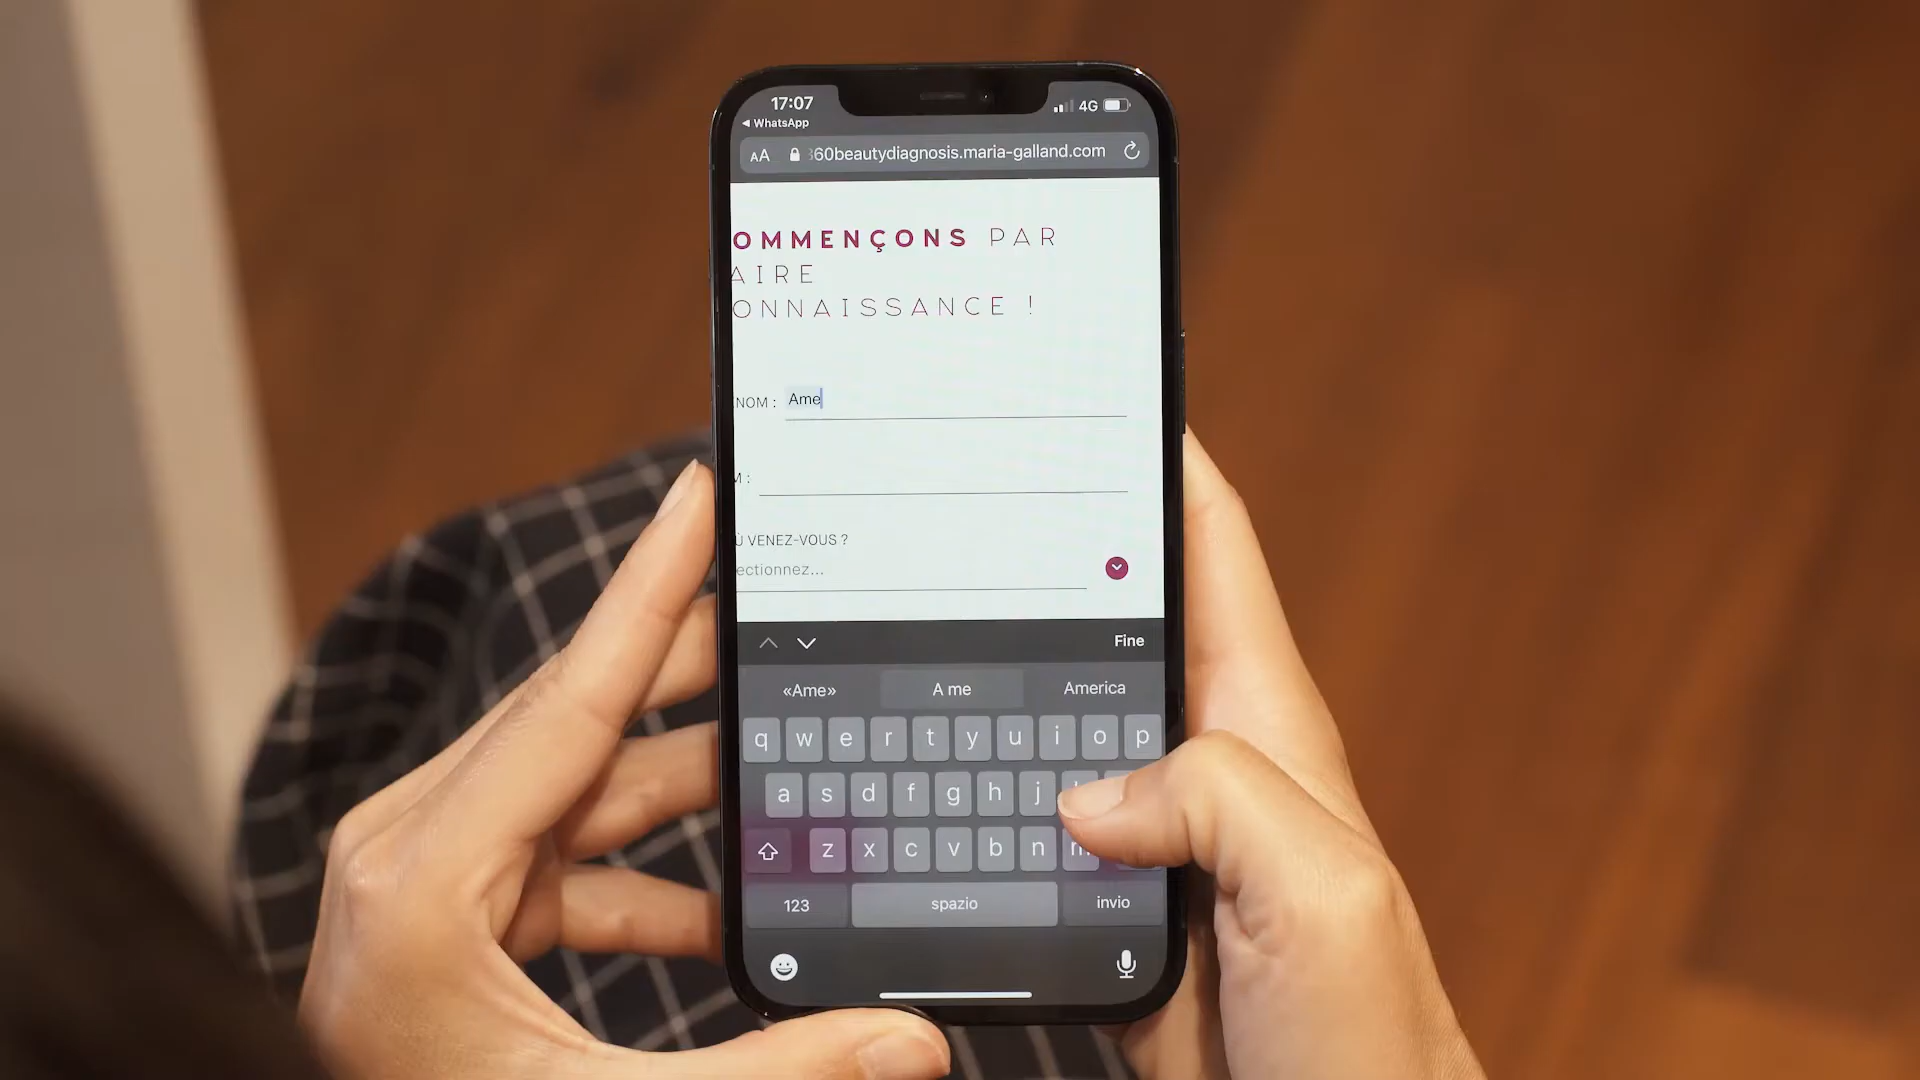 17:07
4G
WhatsApp
AA
360beautydiagnosis.maria-galland.com
OMMENÇONS PAR
AIRE
ONNAISSANCE !
NOM :
Ame
M :
Ù VENEZ-VOUS ?
ectionnez...
Fine
«Ame»
A me
America
q w e r t y u i o p
a s d f g h j
z x c v b n m
123
spazio
invio